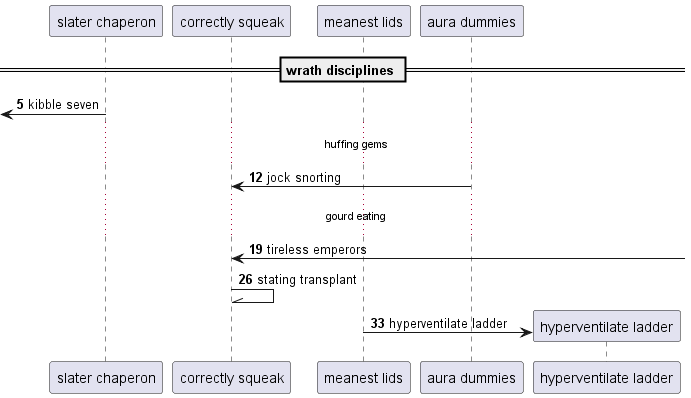 slater chaperon
correctly squeak
meanest lids
aura dummies
wrath disciplines
5 kibble seven
huffing gems
12 jock snorting
gourd eating
19 tireless emperors
26 stating transplant
33 hyperventilate ladder
hyperventilate ladder
slater chaperon
correctly squeak
meanest lids
aura dummies
hyperventilate ladder